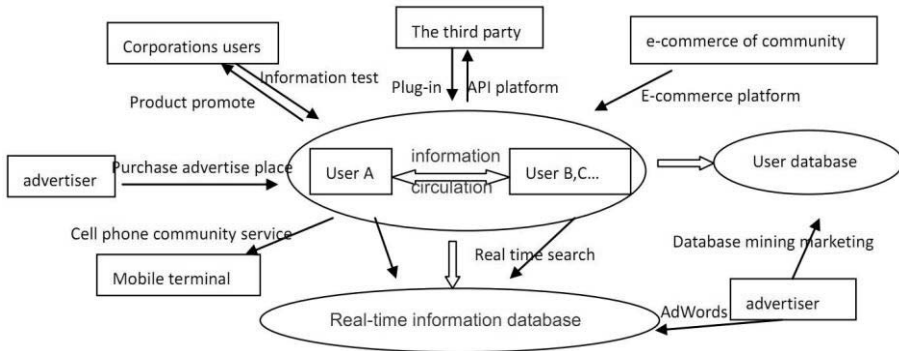 Corporations users
The third party
e-commerce of community
Information test
Product promote
Plug-in
API platform
E-commerce platform
advertiser
Purchase advertise place
User A
information
circulation
User B,C...
User database
Cell phone community service
Mobile terminal
Real time search
Database mining marketing
advertiser
AdWords
Real-time information database